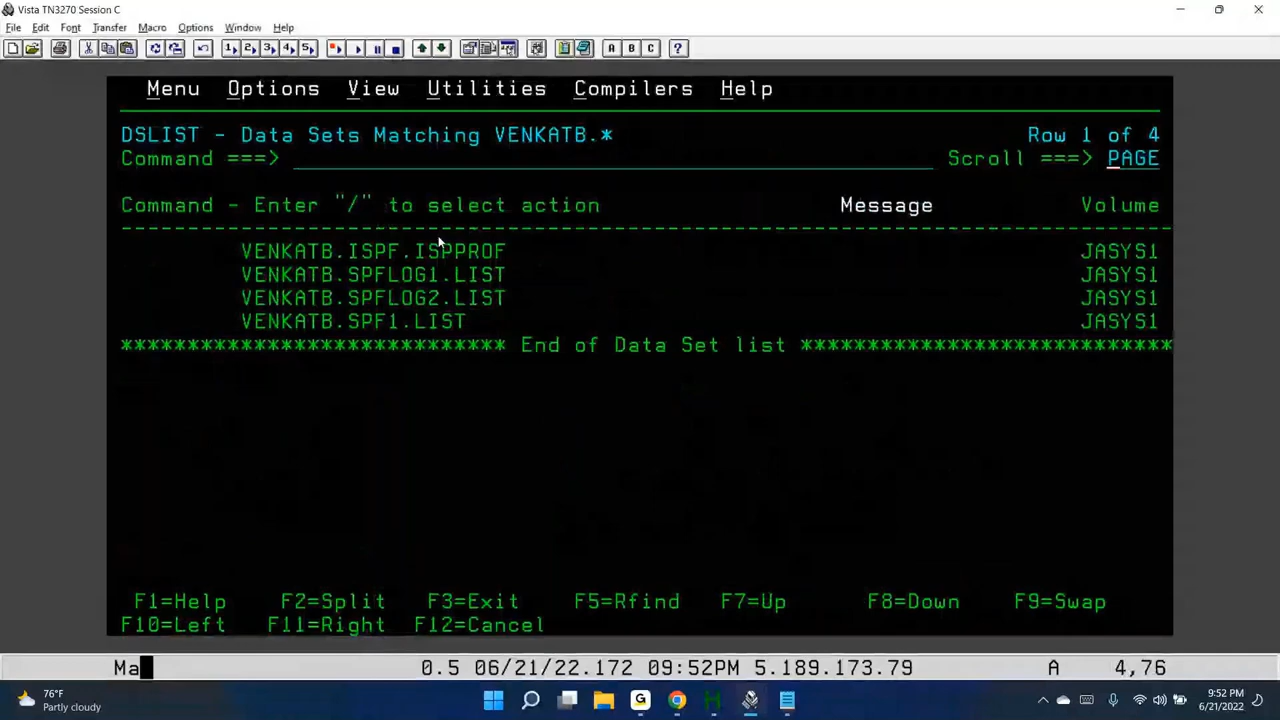 Vista TN3270 Session C
File Edit Font Transfer Macro Options Window Help
1 2 3 4 5 A B C ?
Menu Options View Utilities Compilers Help
DSLIST - Data Sets Matching VENKATB.* Row 1 of 4
Command ===> Scroll ===> PAGE
Command - Enter "/" to select action Message Volume
-------------------------------------------------------------------------------
VENKATB.ISPF.ISPPROF JASYS1
VENKATB.SPFLOG1.LIST JASYS1
VENKATB.SPFLOG2.LIST JASYS1
VENKATB.SPF1.LIST JASYS1
***************************** End of Data Set list ****************************
F1=Help F2=Split F3=Exit F5=Rfind F7=Up F8=Down F9=Swap
F10=Left F11=Right F12=Cancel
Ma 0.5 06/21/22.172 09:52PM 5.189.173.79 A 4,76
76°F
Partly cloudy
G
H
9:52 PM
6/21/2022